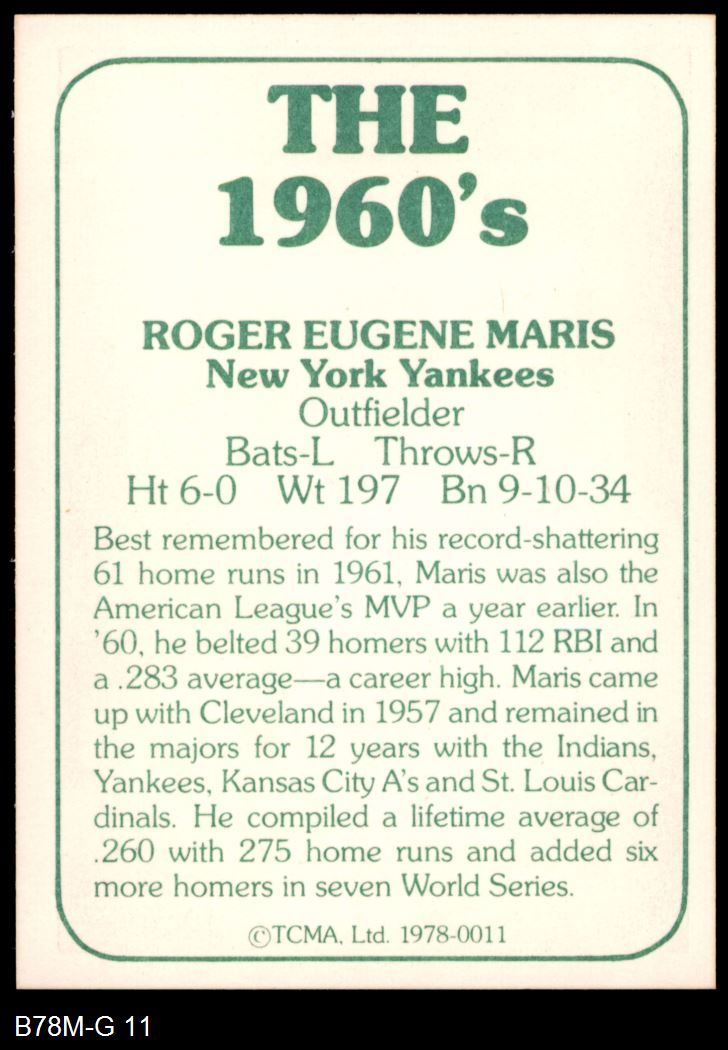 THE
1960's
ROGER EUGENE MARIS
New York Yankees
Outfielder
Bats-L Throws-R
Ht 6-0 Wt 197 Bn 9-10-34
Best remembered for his record-shattering
61 home runs in 1961, Maris was also the
American League's MVP a year earlier. In
'60, he belted 39 homers with 112 RBI and
a .283 average—a career high. Maris came
up with Cleveland in 1957 and remained in
the majors for 12 years with the Indians,
Yankees, Kansas City A's and St. Louis Car-
dinals. He compiled a lifetime average of
.260 with 275 home runs and added six
more homers in seven World Series.
©TCMA, Ltd. 1978-0011
B78M-G 11